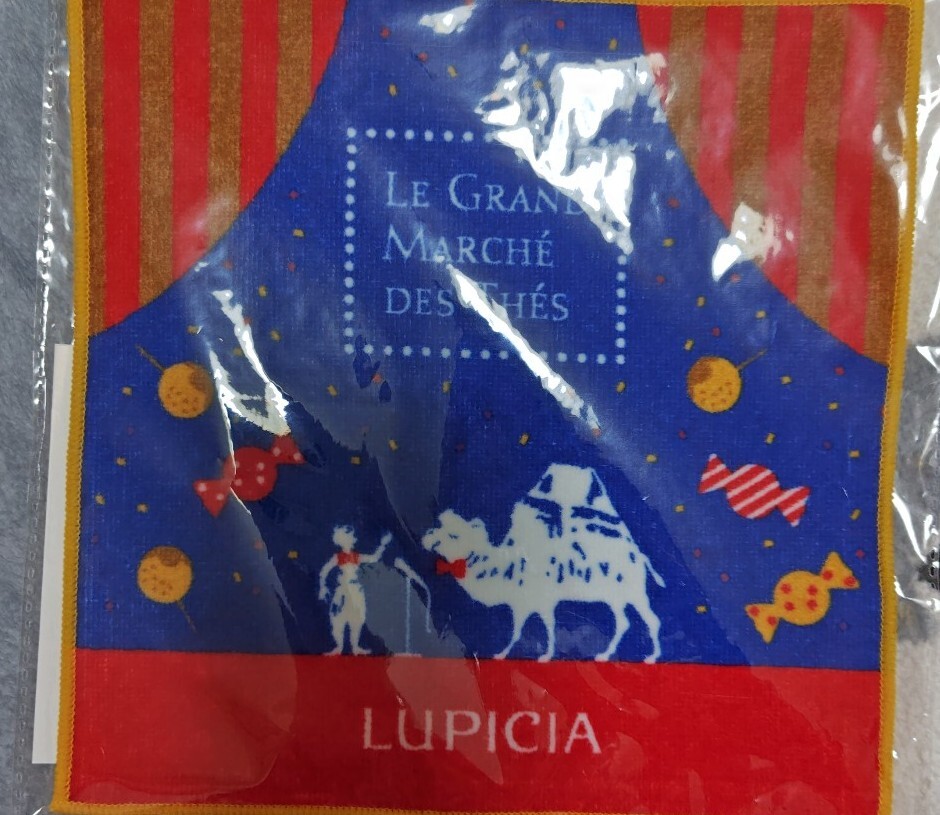 LE GRAND
MARCHÉ
DES THÉS
LUPICIA